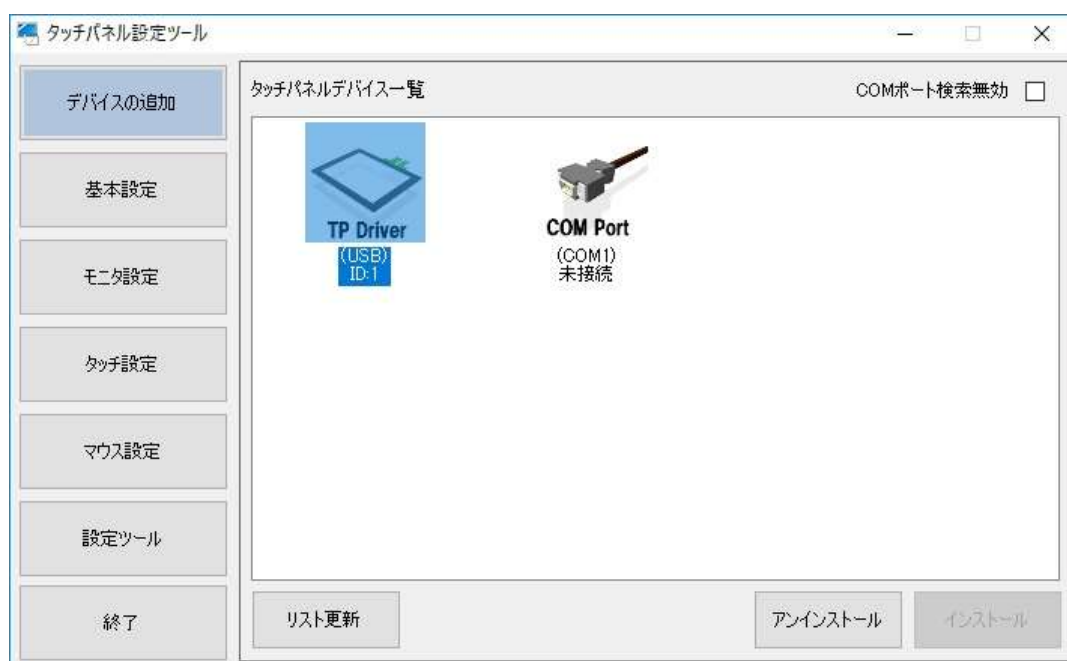 タッチパネル設定ツール
デバイスの追加
基本設定
モニタ設定
タッチ設定
マウス設定
設定ツール
終了
タッチパネルデバイス一覧
COMポート検索無効
TP Driver
(USB)
ID:1
COM Port
(COM1)
未接続
リスト更新
アンインストール
インストール